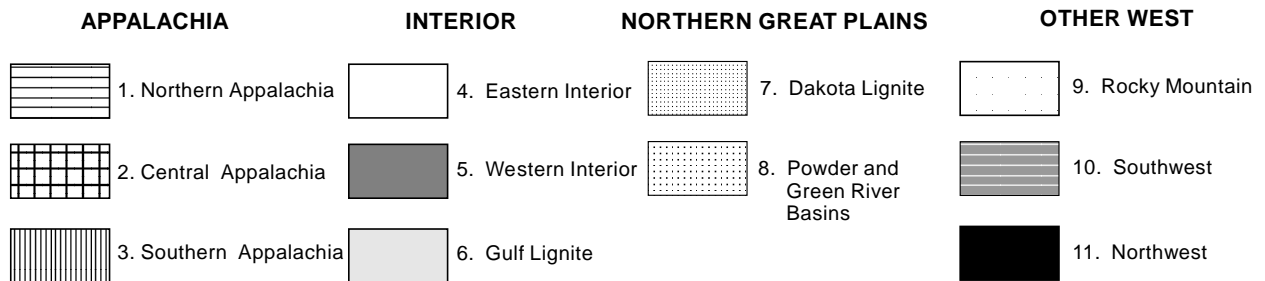 APPALACHIA
1. Northern Appalachia
2. Central Appalachia
3. Southern Appalachia
INTERIOR
4. Eastern Interior
5. Western Interior
6. Gulf Lignite
NORTHERN GREAT PLAINS
7. Dakota Lignite
8. Powder and
Green River
Basins
OTHER WEST
9. Rocky Mountain
10. Southwest
11. Northwest